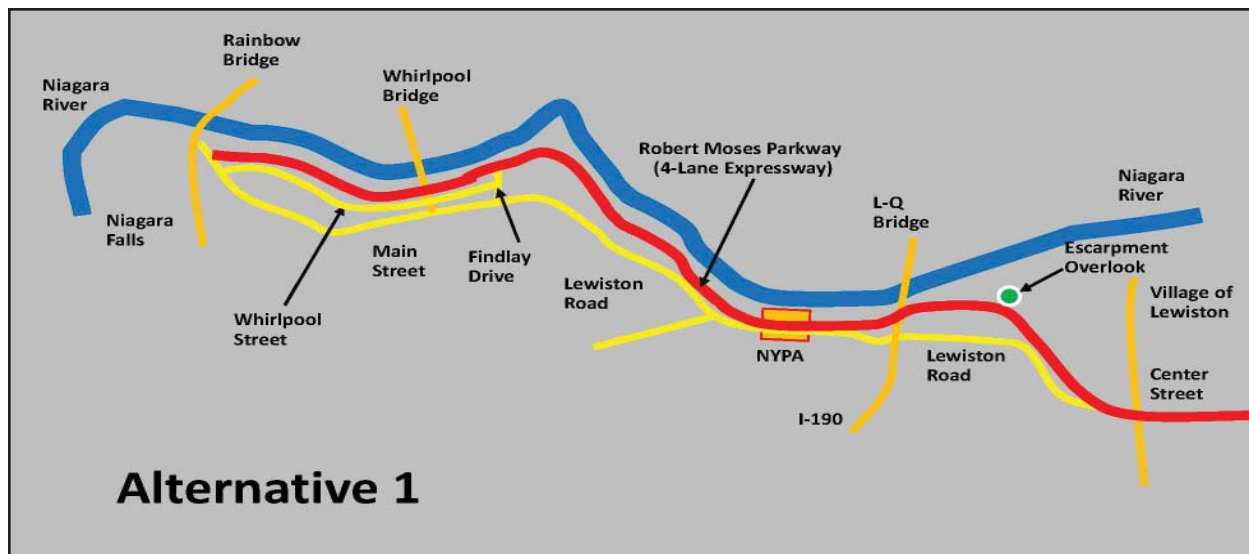 Rainbow
Bridge
Niagara
River
Whirlpool
Bridge
Robert Moses Parkway
(4-Lane Expressway)
Niagara
River
L-Q
Bridge
Escarpment
Overlook
Niagara
Falls
Main
Street
Findlay
Drive
Lewiston
Road
Village of
Lewiston
Whirlpool
Street
NYPA
Lewiston
Road
Center
Street
I-190
Alternative 1